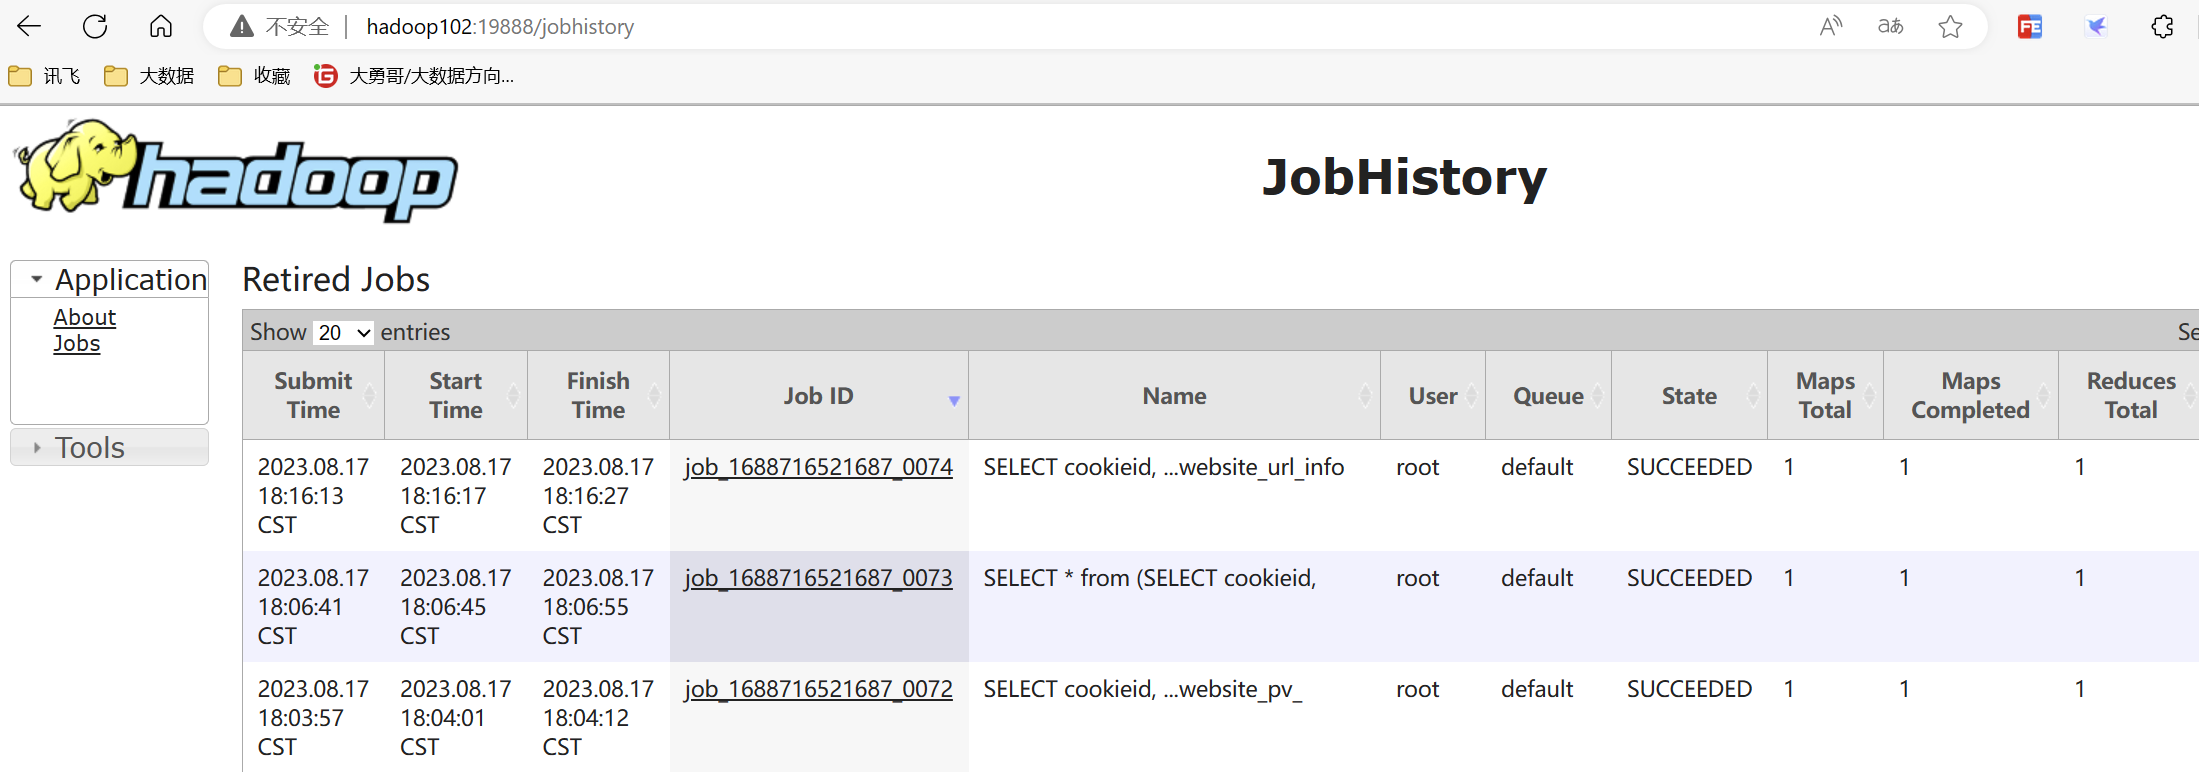 不安全 hadoop102:19888/jobhistory
讯飞 大数据 收藏 大勇哥/大数据方向...
hadoop
JobHistory
Application
About
Jobs
Tools
Retired Jobs
Show 20 entries Se
Submit Time Start Time Finish Time Job ID Name User Queue State Maps Total Maps Completed Reduces Total
2023.08.17 2023.08.17 2023.08.17 job_1688716521687_0074 SELECT cookieid, ...website_url_info root default SUCCEEDED 1 1 1
18:16:13 18:16:17 18:16:27
CST CST CST
2023.08.17 2023.08.17 2023.08.17 job_1688716521687_0073 SELECT * from (SELECT cookieid, root default SUCCEEDED 1 1 1
18:06:41 18:06:45 18:06:55
CST CST CST
2023.08.17 2023.08.17 2023.08.17 job_1688716521687_0072 SELECT cookieid, ...website_pv_ root default SUCCEEDED 1 1 1
18:03:57 18:04:01 18:04:12
CST CST CST